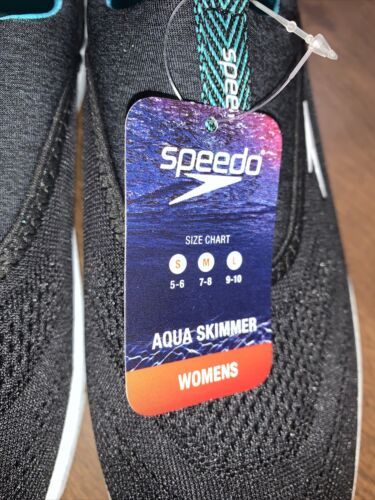 speedo
speedo
SIZE CHART
S M L
5-6 7-8 9-10
AQUA SKIMMER
WOMENS